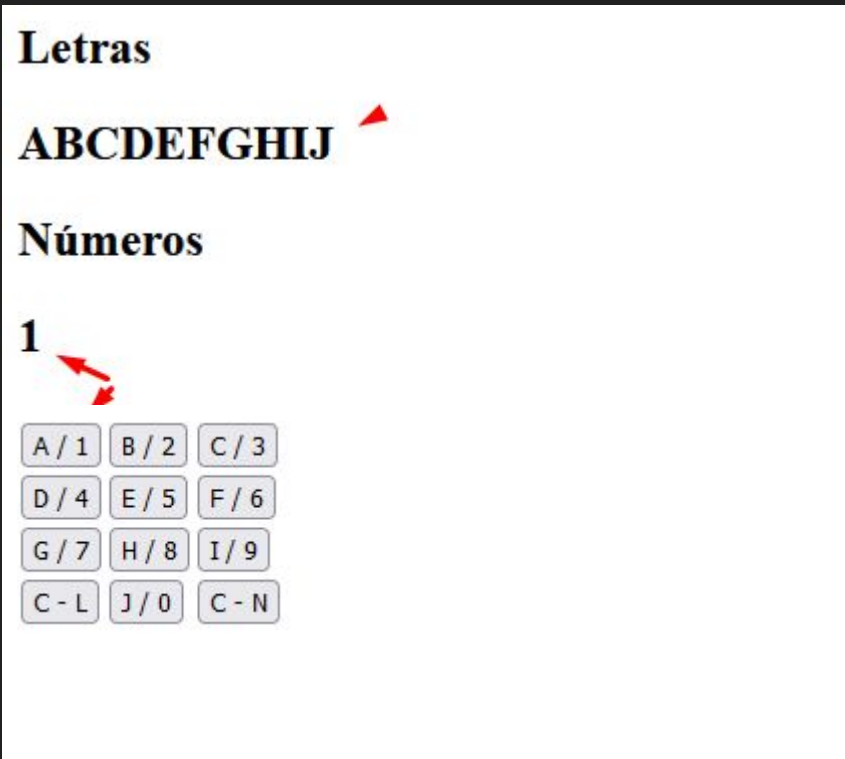 Letras
ABCDEFGHIJ
Números
1
A / 1 B / 2 C / 3
D / 4 E / 5 F / 6
G / 7 H / 8 I / 9
C - L J / 0 C - N